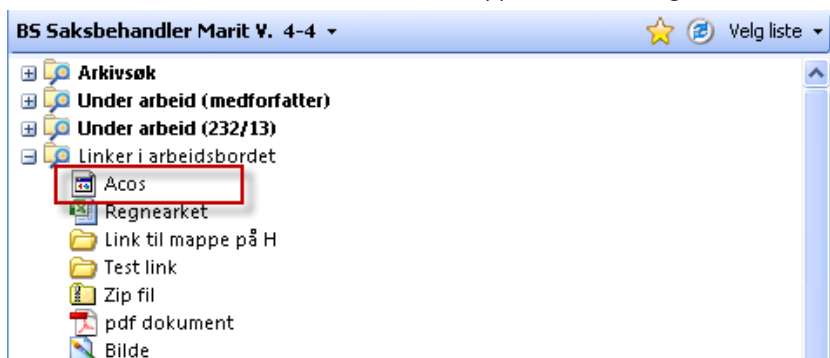 BS Saksbehandler Marit V. 4-4 Velg liste
Arkivsøk
Under arbeid (medforfatter)
Under arbeid (232/13)
Linker i arbeidsbordet
Acos
Regnearket
Link til mappe på H
Test link
Zip fil
pdf dokument
Bilde